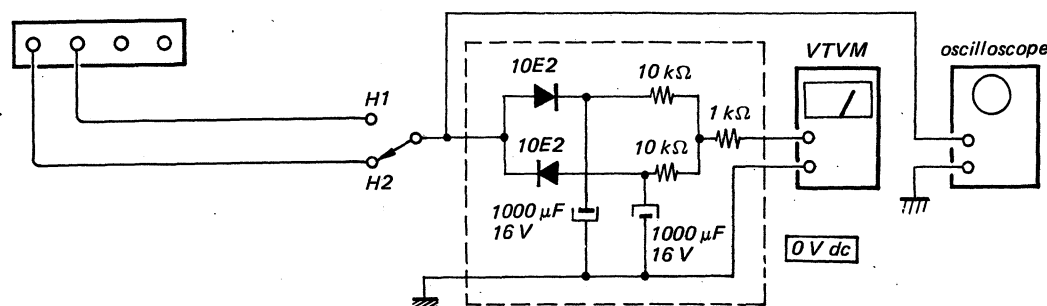 VTVM
oscilloscope
10E2
10 kΩ
H1
1 kΩ
10E2
10 kΩ
H2
1000 µF
16 V
1000 µF
16 V
0 V dc